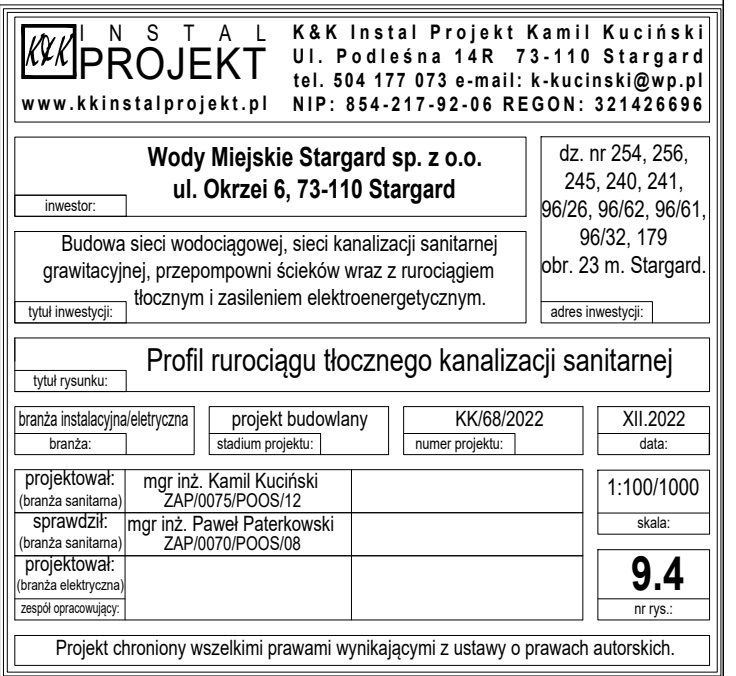 K&K INSTAL
PROJEKT
www.kkinstalprojekt.pl
K&K Instal Projekt Kamil Kuciński
Ul. Podleśna 14R 73-110 Stargard
tel. 504 177 073 e-mail: k-kucinski@wp.pl
NIP: 854-217-92-06 REGON: 321426696
Wody Miejskie Stargard sp. z o.o.
ul. Okrzei 6, 73-110 Stargard
inwestor:
dz. nr 254, 256,
245, 240, 241,
96/26, 96/62, 96/61,
96/32, 179
obr. 23 m. Stargard.
adres inwestycji:
Budowa sieci wodociągowej, sieci kanalizacji sanitarnej
grawitacyjnej, przepompowni ścieków wraz z rurociągiem
tłocznym i zasileniem elektroenergetycznym.
tytuł inwestycji:
Profil rurociągu tłocznego kanalizacji sanitarnej
tytuł rysunku:
branża instalacyjna/eletryczna
branża:
projekt budowlany
stadium projektu:
KK/68/2022
numer projektu:
XII.2022
data:
projektował:
(branża sanitarna)
mgr inż. Kamil Kuciński
ZAP/0075/POOS/12
sprawdził:
(branża sanitarna)
mgr inż. Paweł Paterkowski
ZAP/0070/POOS/08
projektował:
(branża elektryczna)
zespół opracowujący:
1:100/1000
skala:
9.4
nr rys.:
Projekt chroniony wszelkimi prawami wynikającymi z ustawy o prawach autorskich.